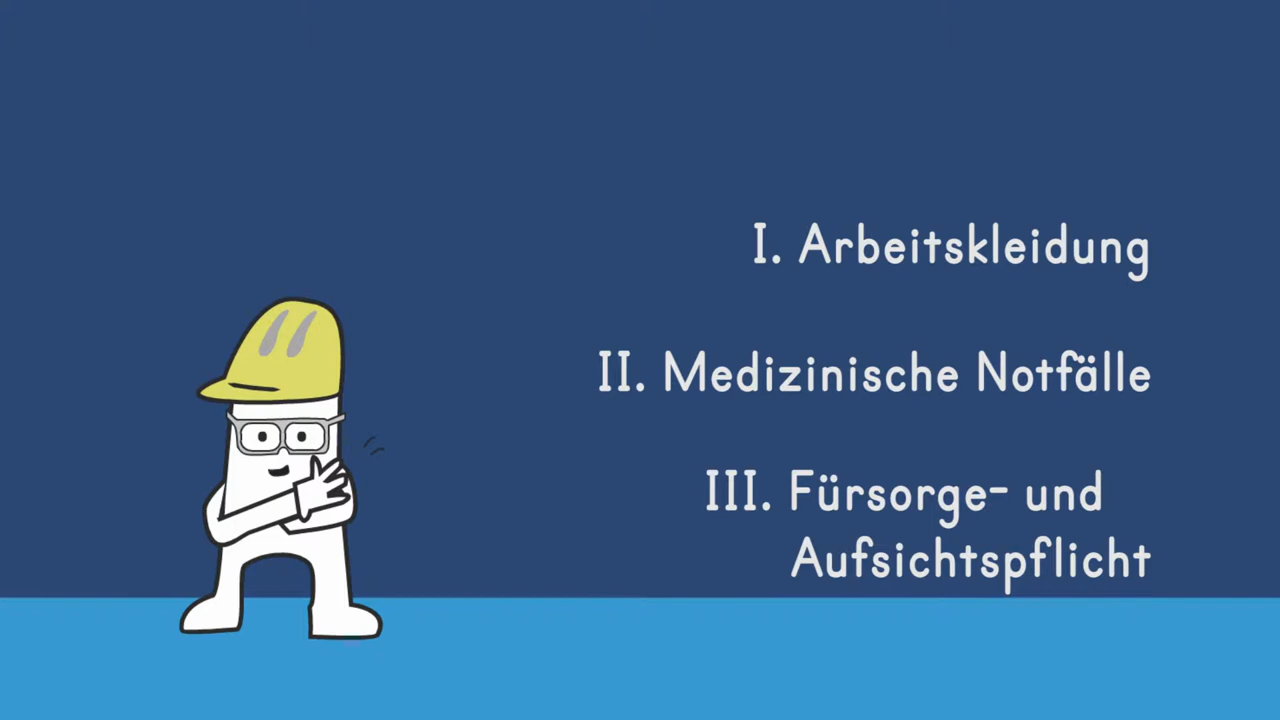 I. Arbeitskleidung
II. Medizinische Notfälle
III. Fürsorge- und
Aufsichtspflicht